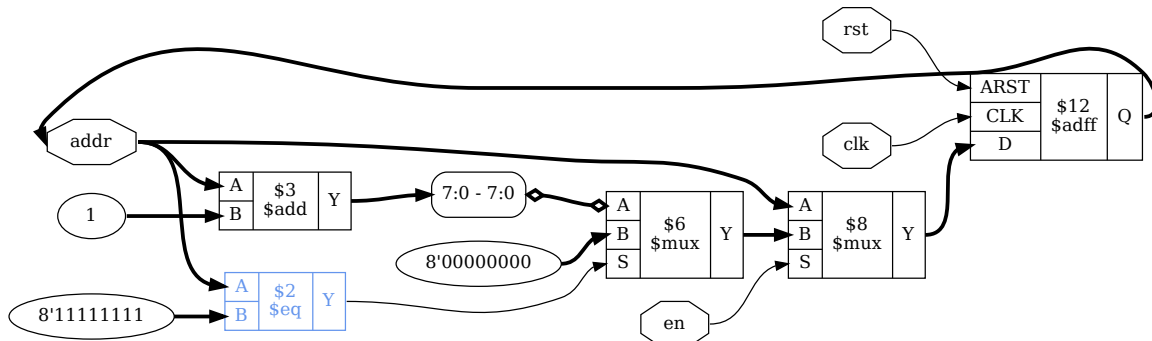 rst
ARST
CLK
D
$12
$adff
Q
clk
addr
1
A
B
$3
$add
Y
7:0 - 7:0
8'00000000
A
B
S
$6
$mux
Y
A
B
S
$8
$mux
Y
8'11111111
A
B
$2
$eq
Y
en